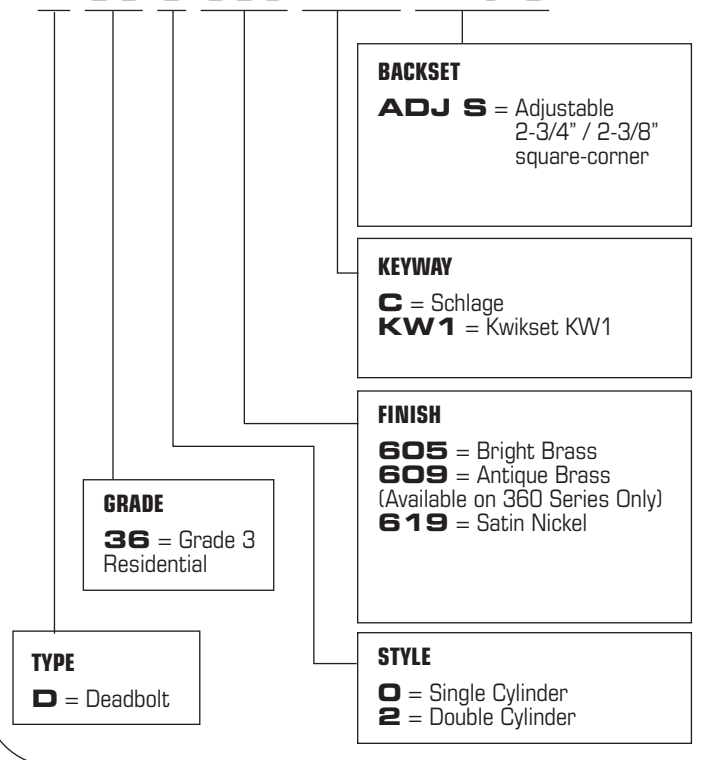 BACKSET
ADJ S = Adjustable
2-3/4" / 2-3/8"
square-corner
KEYWAY
C = Schlage
KW1 = Kwikset KW1
FINISH
605 = Bright Brass
609 = Antique Brass
(Available on 360 Series Only)
619 = Satin Nickel
GRADE
36 = Grade 3
Residential
TYPE
D = Deadbolt
STYLE
0 = Single Cylinder
2 = Double Cylinder